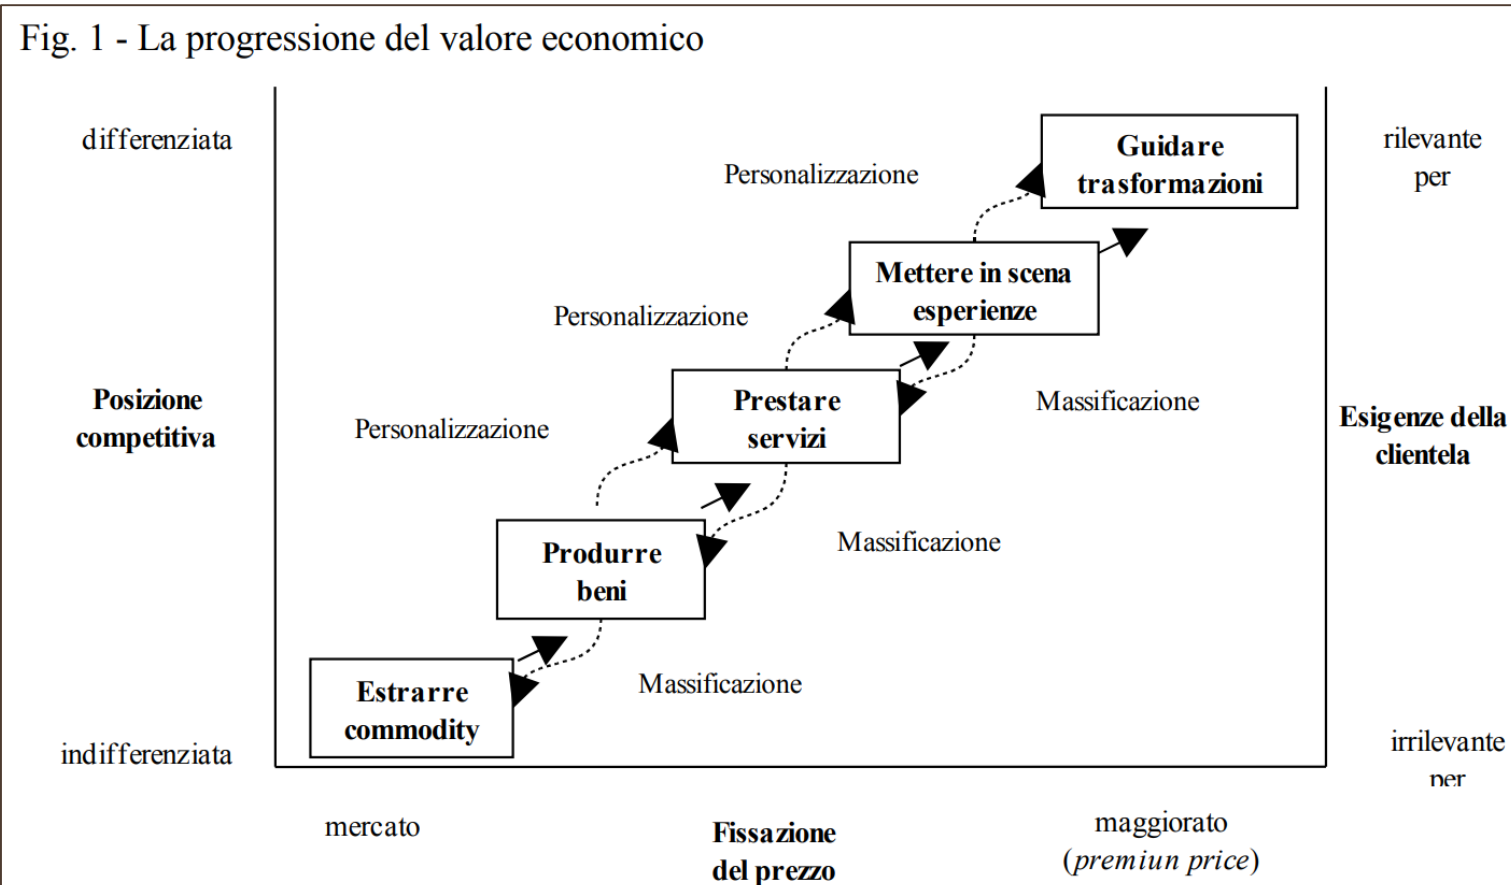 Fig. 1 - La progressione del valore economico
differenziata
Guidare
trasformazioni
rilevante
per
Personalizzazione
Mettere in scena
esperienze
Personalizzazione
Prestare
servizi
Massificazione
Posizione
competitiva
Personalizzazione
Esigenze della
clientela
Produrre
beni
Massificazione
Estrarre
commodity
Massificazione
indifferenziata
irrilevante
per
mercato
Fissazione
del prezzo
maggiorato
(premiun price)